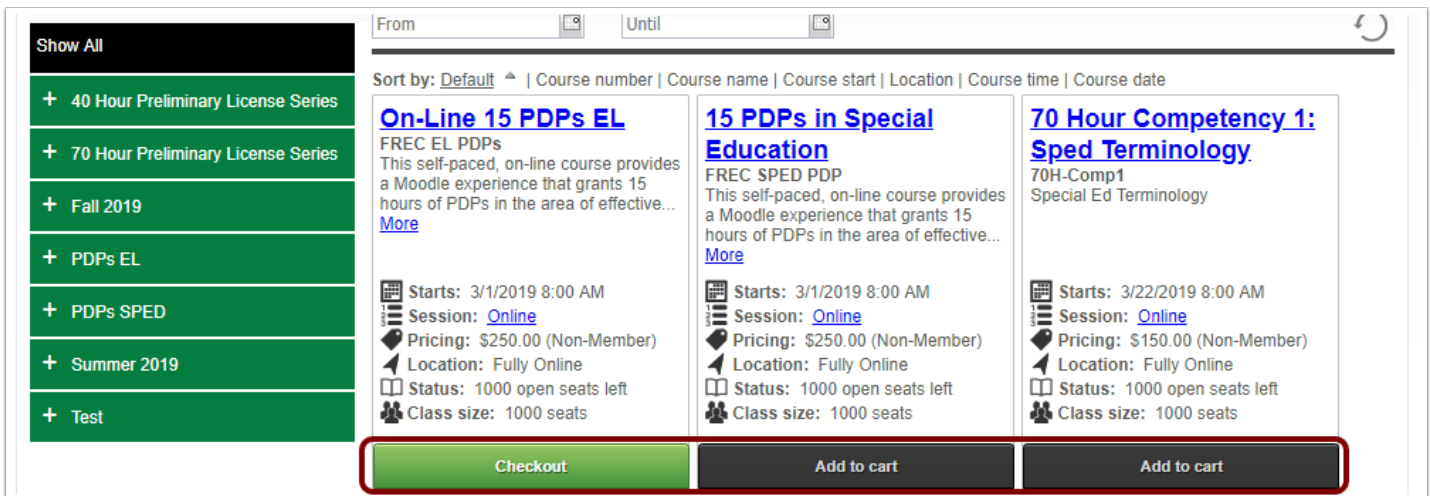 From
Until
Show All
+ 40 Hour Preliminary License Series
+ 70 Hour Preliminary License Series
+ Fall 2019
+ PDPs EL
+ PDPs SPED
+ Summer 2019
+ Test
Sort by: Default | Course number | Course name | Course start | Location | Course time | Course date
On-Line 15 PDPs EL
FREC EL PDPs
This self-paced, on-line course provides
a Moodle experience that grants 15
hours of PDPs in the area of effective...
More
Starts: 3/1/2019 8:00 AM
Session: Online
Pricing: $250.00 (Non-Member)
Location: Fully Online
Status: 1000 open seats left
Class size: 1000 seats
Checkout
15 PDPs in Special
Education
FREC SPED PDP
This self-paced, on-line course provides
a Moodle experience that grants 15
hours of PDPs in the area of effective...
More
Starts: 3/1/2019 8:00 AM
Session: Online
Pricing: $250.00 (Non-Member)
Location: Fully Online
Status: 1000 open seats left
Class size: 1000 seats
Add to cart
70 Hour Competency 1:
Sped Terminology
70H-Comp1
Special Ed Terminology
Starts: 3/22/2019 8:00 AM
Session: Online
Pricing: $150.00 (Non-Member)
Location: Fully Online
Status: 1000 open seats left
Class size: 1000 seats
Add to cart